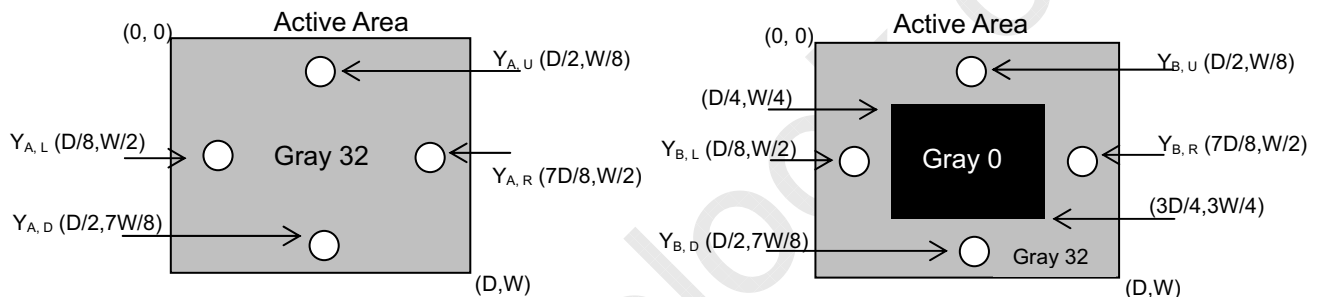 Active Area
(0, 0)
Y_A, U (D/2,W/8)
Y_A, L (D/8,W/2)
Gray 32
Y_A, R (7D/8,W/2)
Y_A, D (D/2,7W/8)
(D,W)
Active Area
(0, 0)
Y_B, U (D/2,W/8)
(D/4,W/4)
Y_B, L (D/8,W/2)
Gray 0
Y_B, R (7D/8,W/2)
(3D/4,3W/4)
Y_B, D (D/2,7W/8)
Gray 32
(D,W)